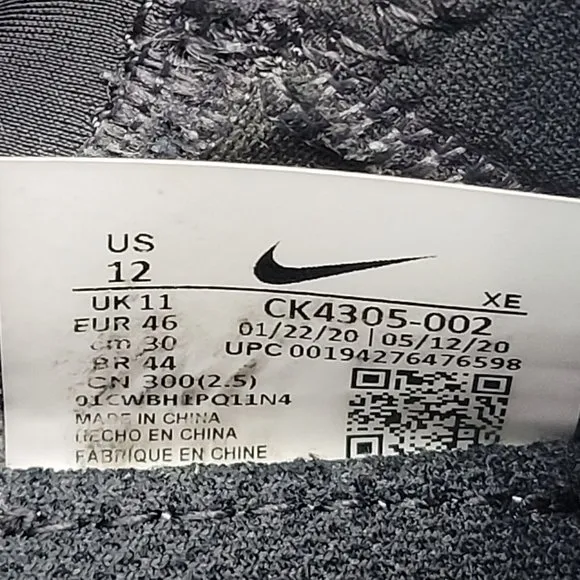 US
12
XE
UK 11
CK4305-002
EUR 46
01/22/20 | 05/12/20
cm 30
UPC 00194276476598
BR 44
CN 300(2.5)
01CWBH1PQ11N4
MADE IN CHINA
HECHO EN CHINA
FABRIQUE EN CHINE